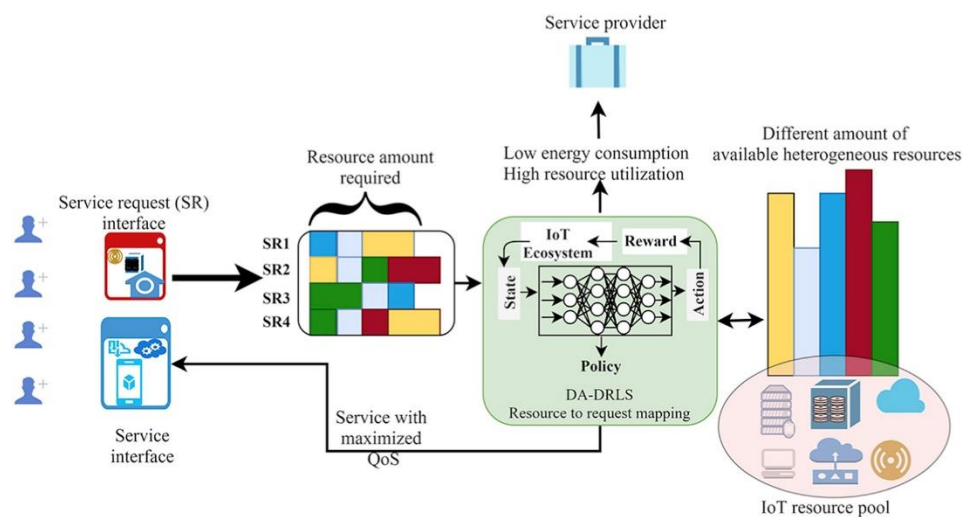 Service provider
Different amount of
available heterogeneous resources
Low energy consumption
High resource utilization
Resource amount
required
Service request (SR)
interface
SR1
SR2
SR3
SR4
IoT
Ecosystem
Reward
State
Action
Policy
DA-DRLS
Resource to request mapping
Service with
maximized
QoS
Service
interface
IoT resource pool